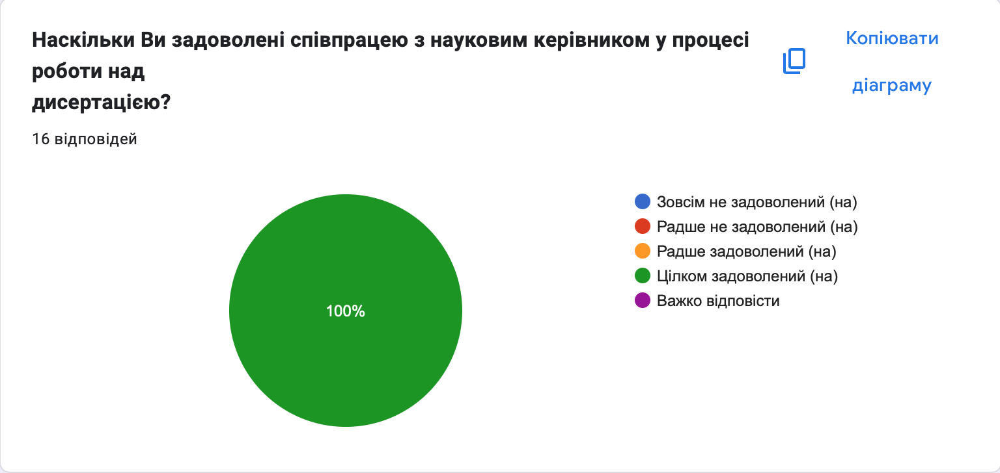 Наскільки Ви задоволені співпрацею з науковим керівником у процесі
роботи над
дисертацією?
Копіювати
діаграму
16 відповідей
100%
Зовсім не задоволений (на)
Радше не задоволений (на)
Радше задоволений (на)
Цілком задоволений (на)
Важко відповісти